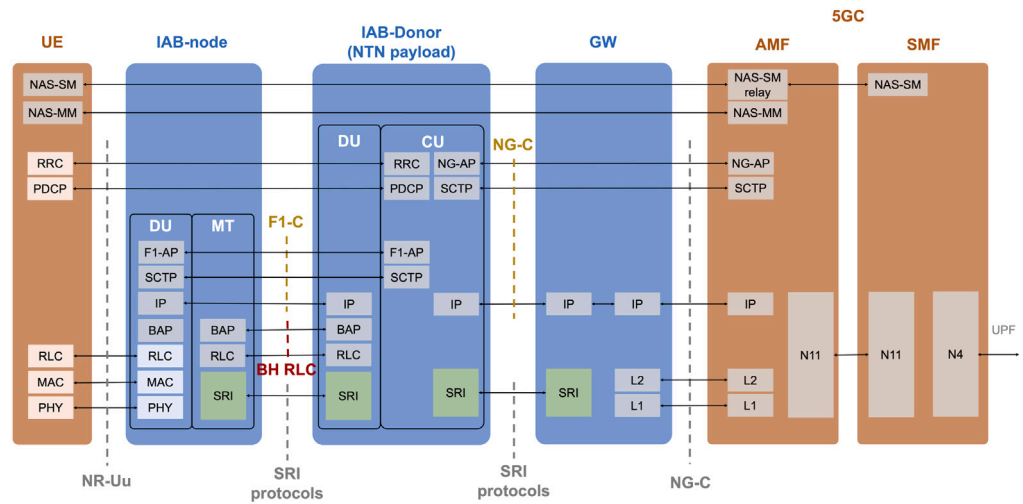 5GC
UE
IAB-node
IAB-Donor
(NTN payload)
GW
AMF
SMF
NAS-SM
NAS-SM
relay
NAS-SM
NAS-MM
NAS-MM
DU
CU
NG-C
RRC
RRC
NG-AP
NG-AP
PDCP
PDCP
SCTP
SCTP
DU
MT
F1-C
F1-AP
F1-AP
SCTP
SCTP
IP
IP
IP
IP
IP
IP
BAP
BAP
BAP
UPF
RLC
RLC
RLC
RLC
N11
N11
N4
BH RLC
MAC
MAC
SRI
SRI
SRI
SRI
L2
L2
PHY
PHY
L1
L1
NR-Uu
SRI
protocols
SRI
protocols
NG-C